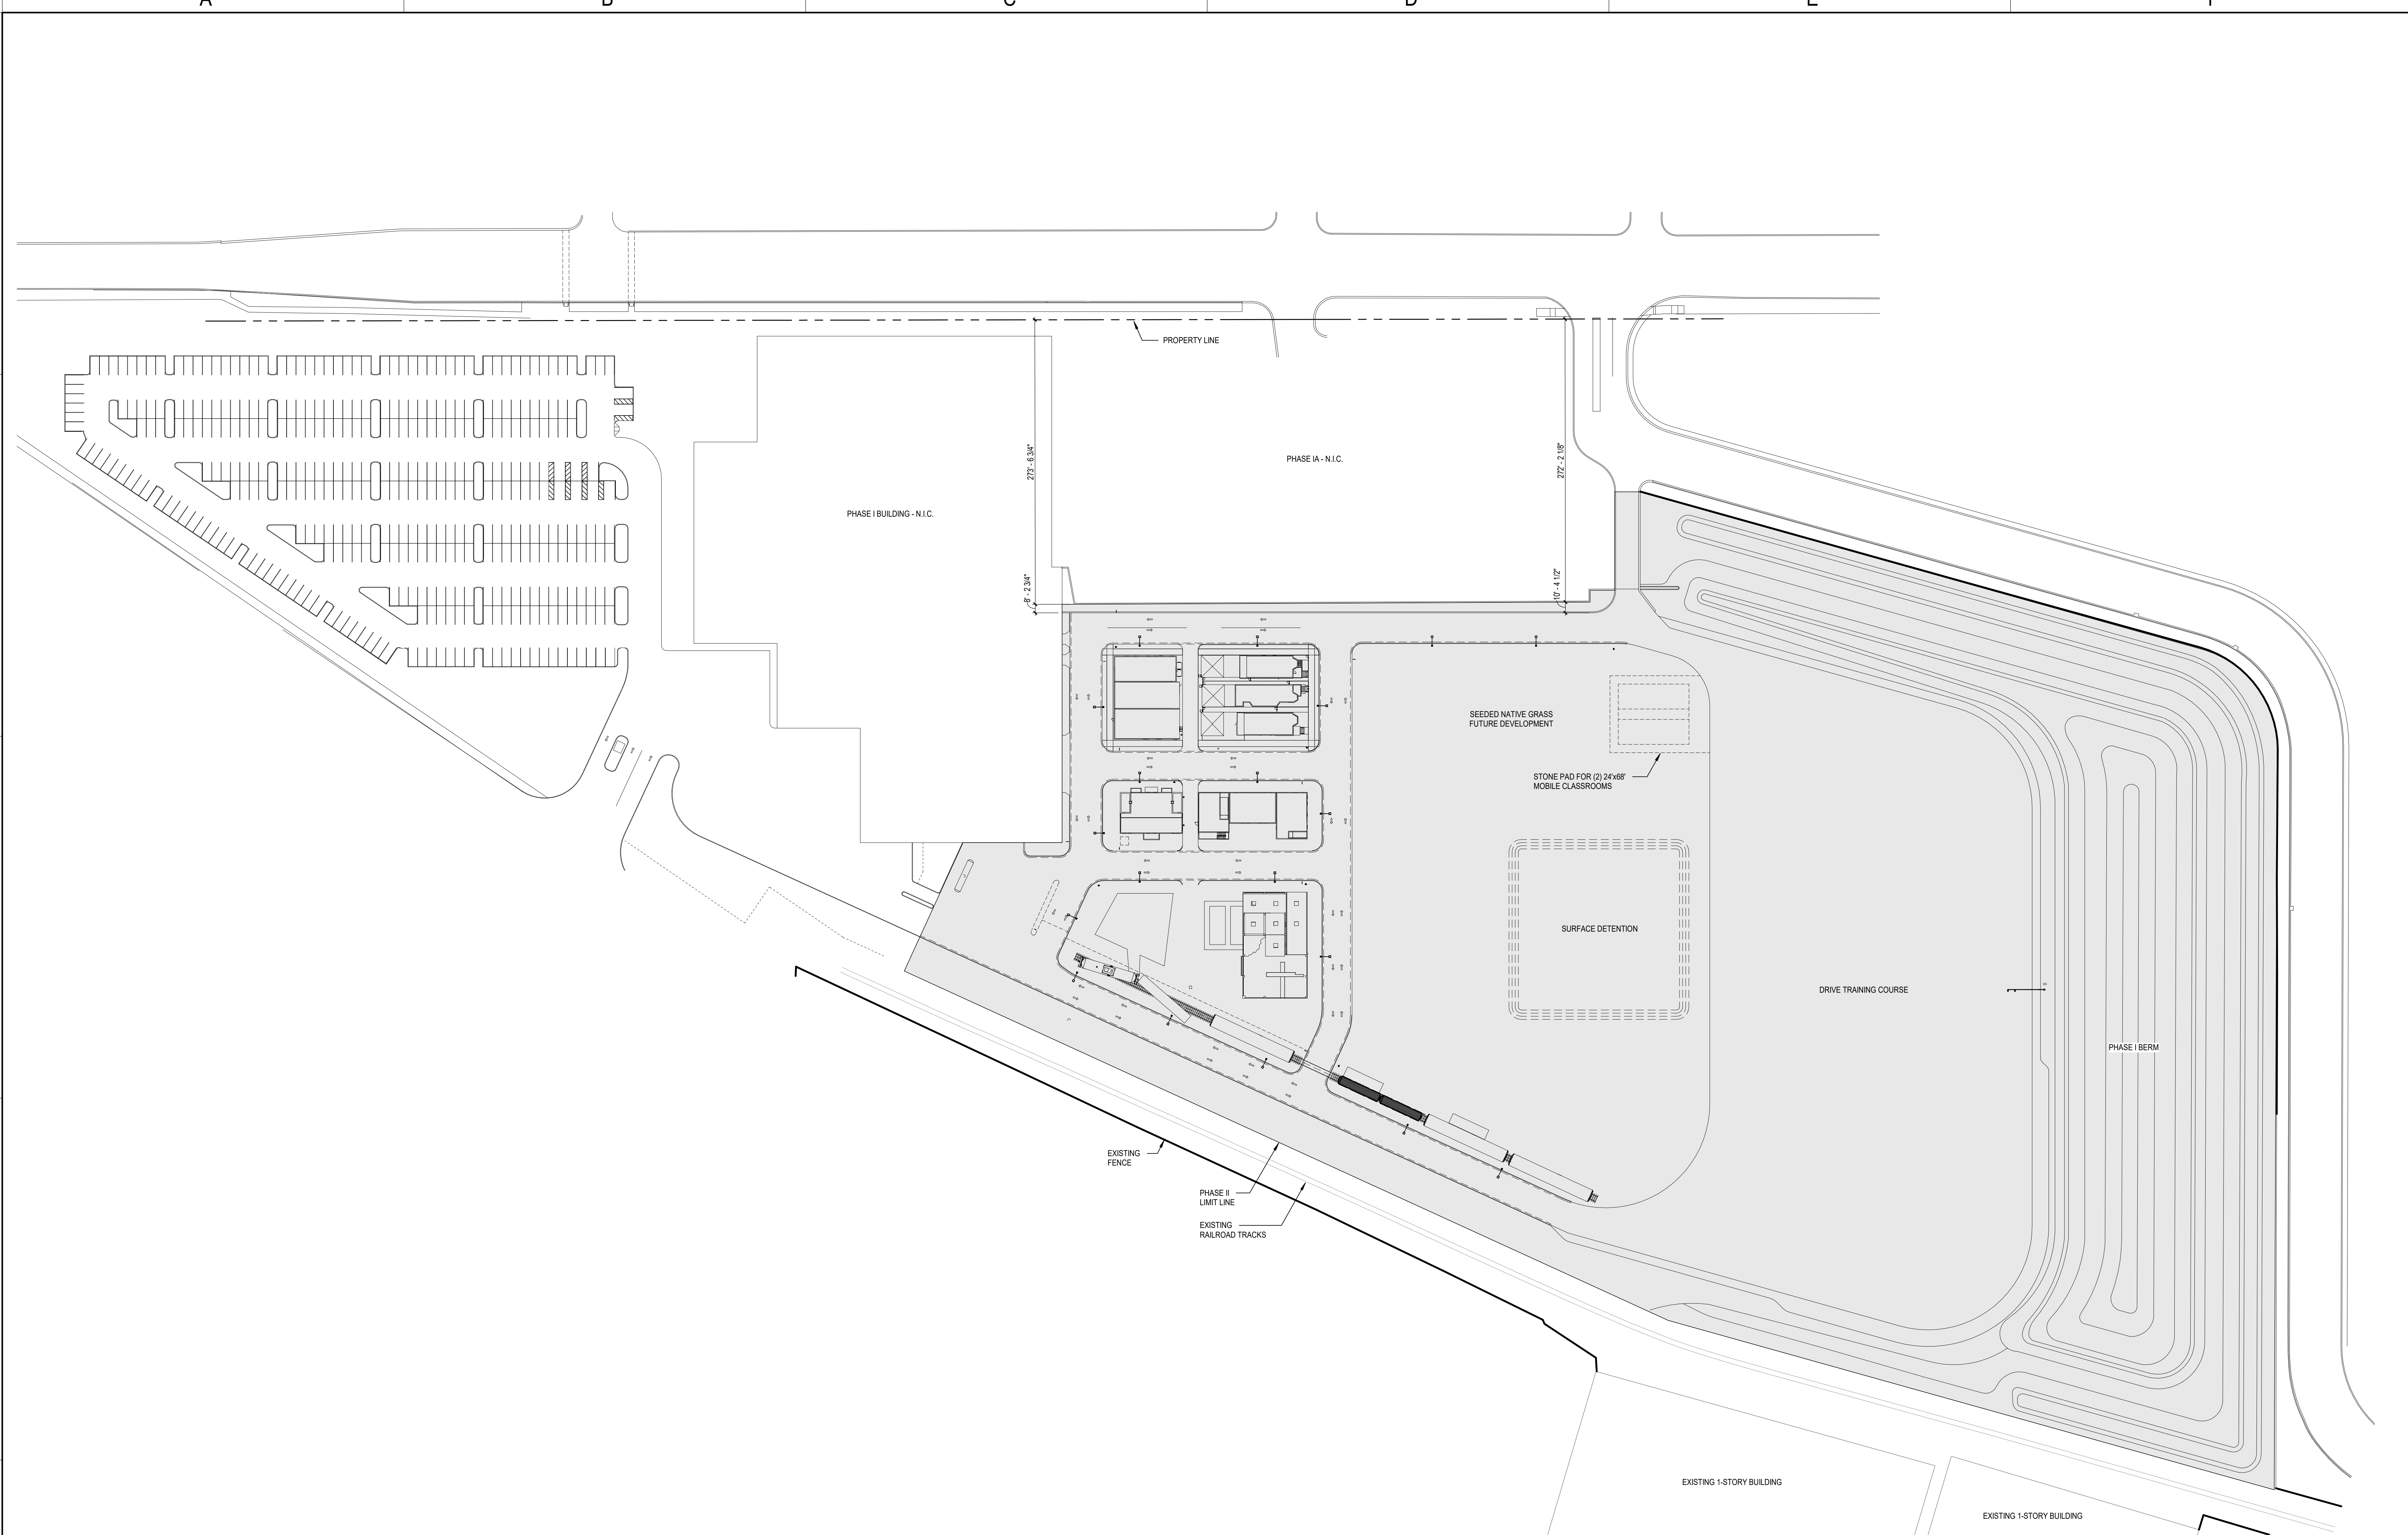 A
B
C
D
E
PROPERTY LINE
273' - 6 3/4"
PHASE IA - N.I.C.
272' - 2 1/8"
PHASE I BUILDING - N.I.C.
8' - 2 3/4"
10' - 4 1/2"
SEEDED NATIVE GRASS
FUTURE DEVELOPMENT
STONE PAD FOR (2) 24'x68'
MOBILE CLASSROOMS
SURFACE DETENTION
DRIVE TRAINING COURSE
PHASE I BERM
EXISTING
FENCE
PHASE II
LIMIT LINE
EXISTING
RAILROAD TRACKS
EXISTING 1-STORY BUILDING
EXISTING 1-STORY BUILDING